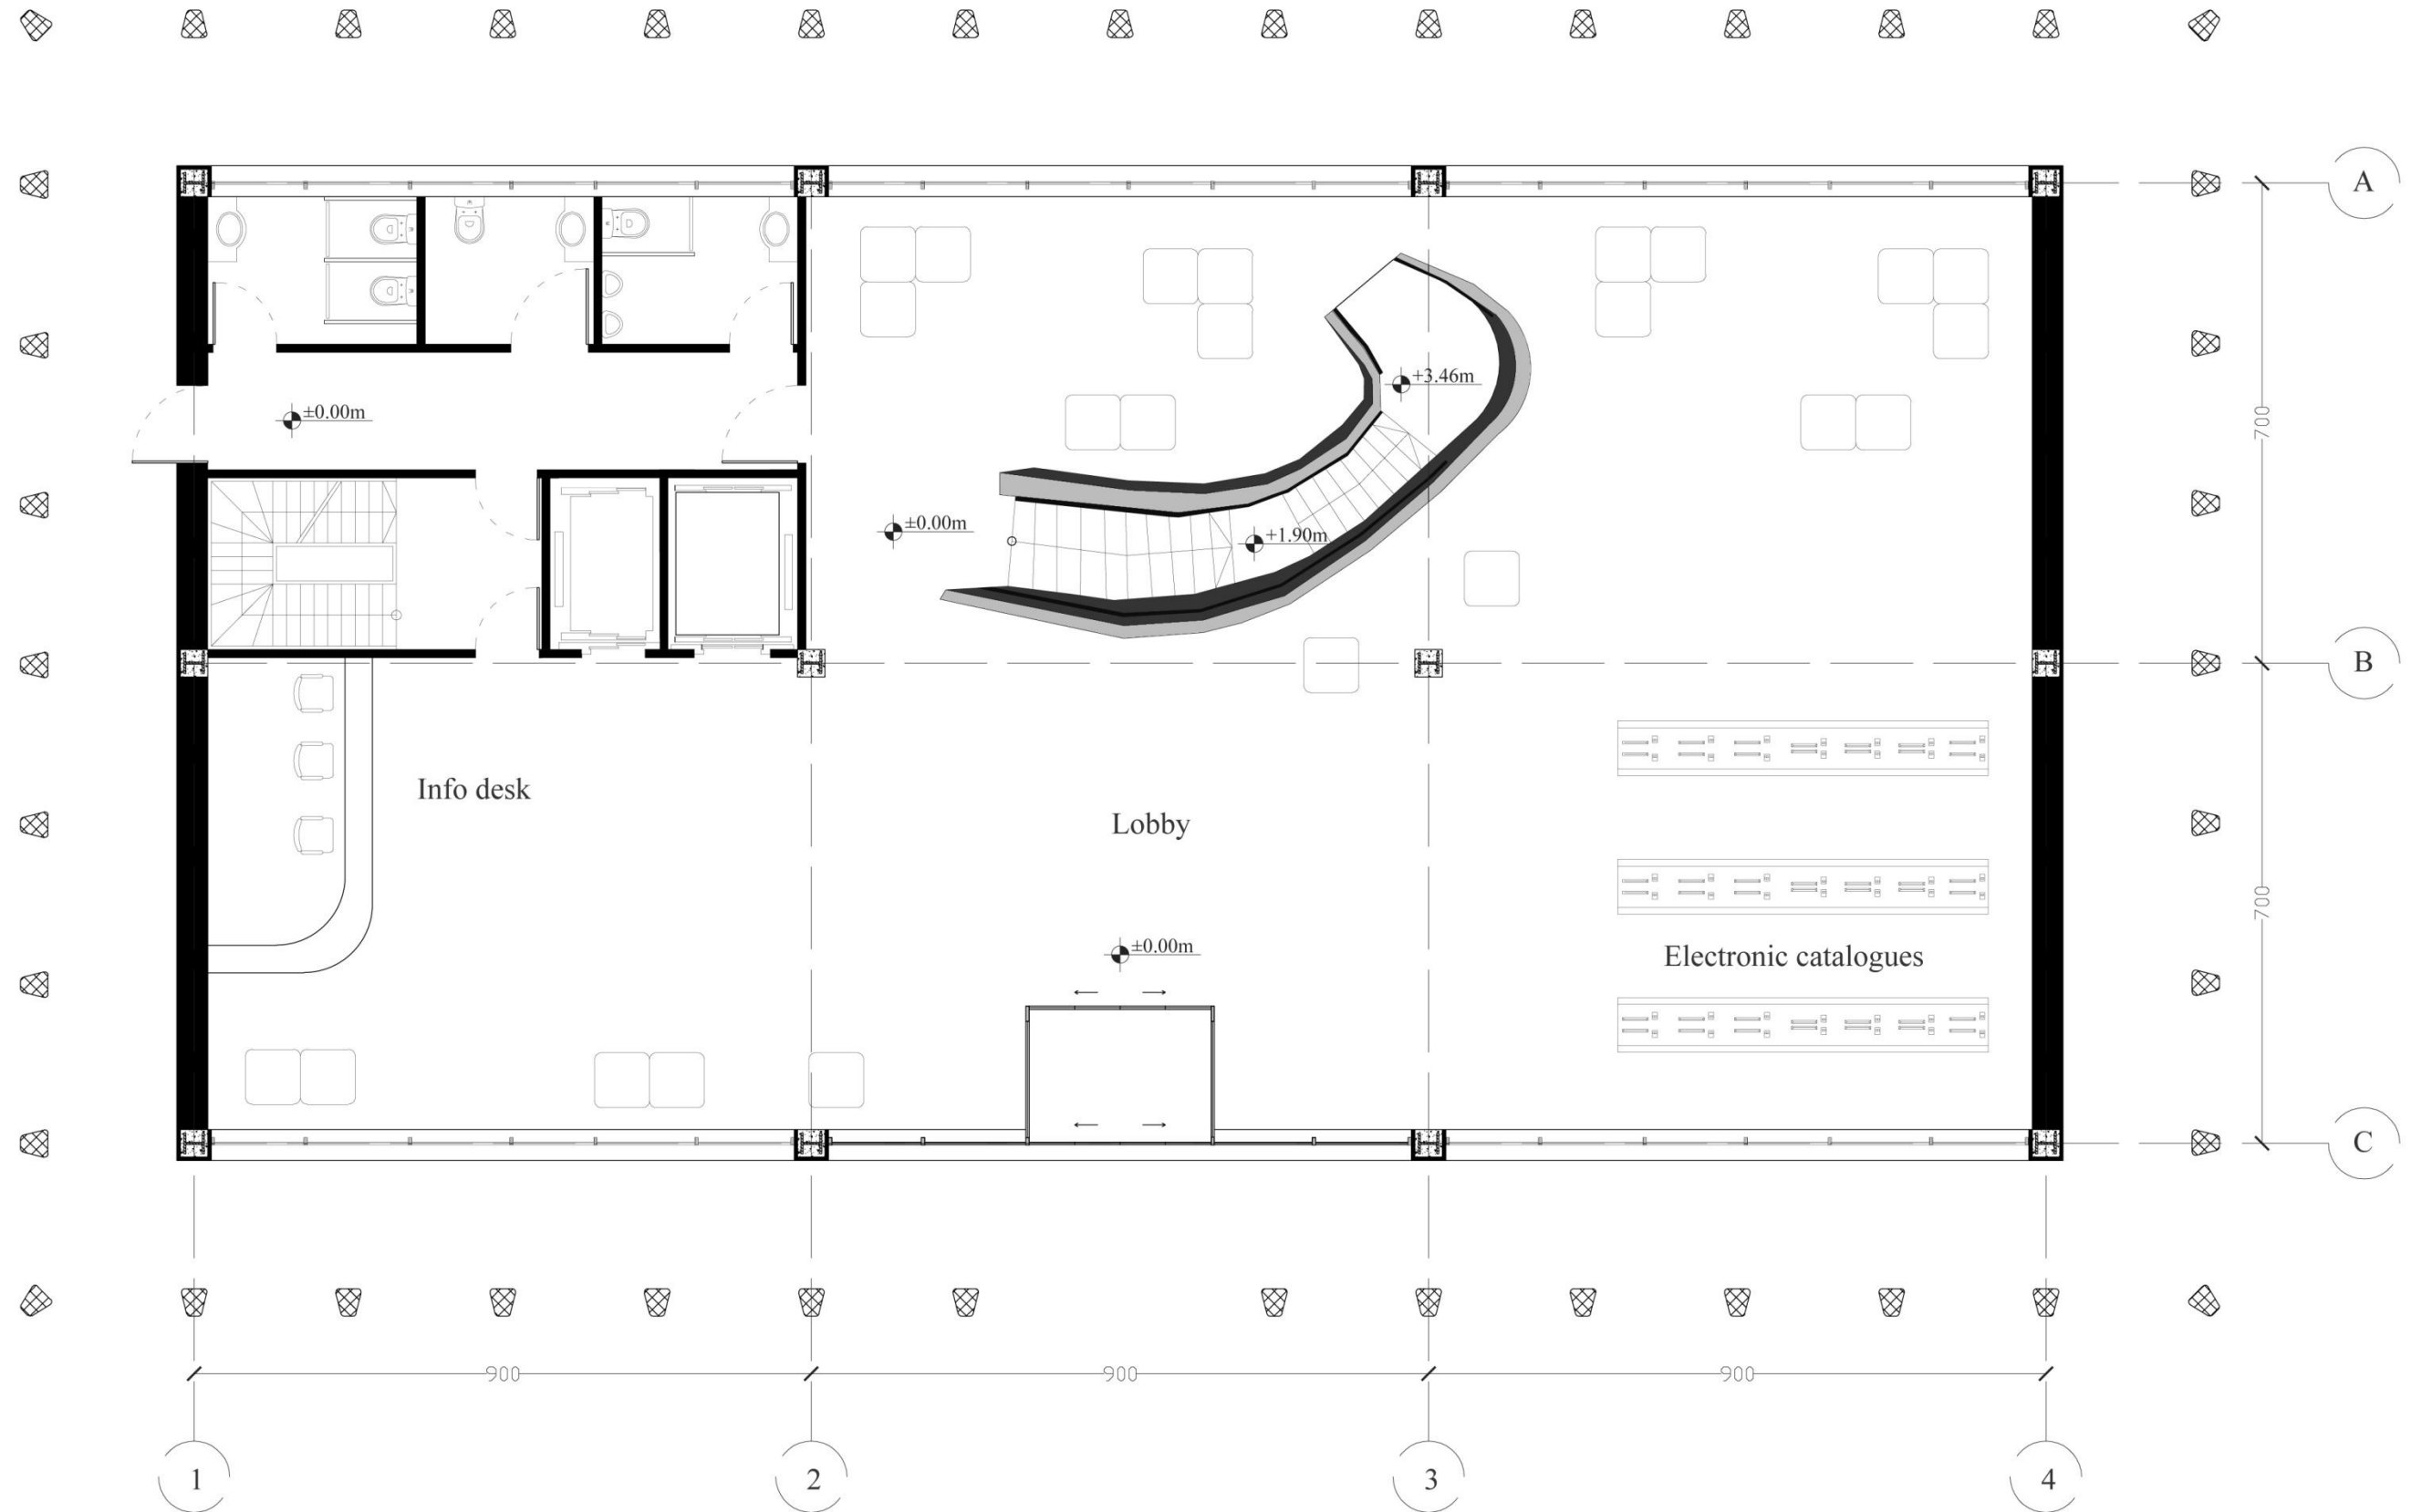 A
+3.46m
±0.00m
700
±0.00m
+1.90m
B
Info desk
Lobby
700
±0.00m
Electronic catalogues
C
900
900
900
1
2
3
4